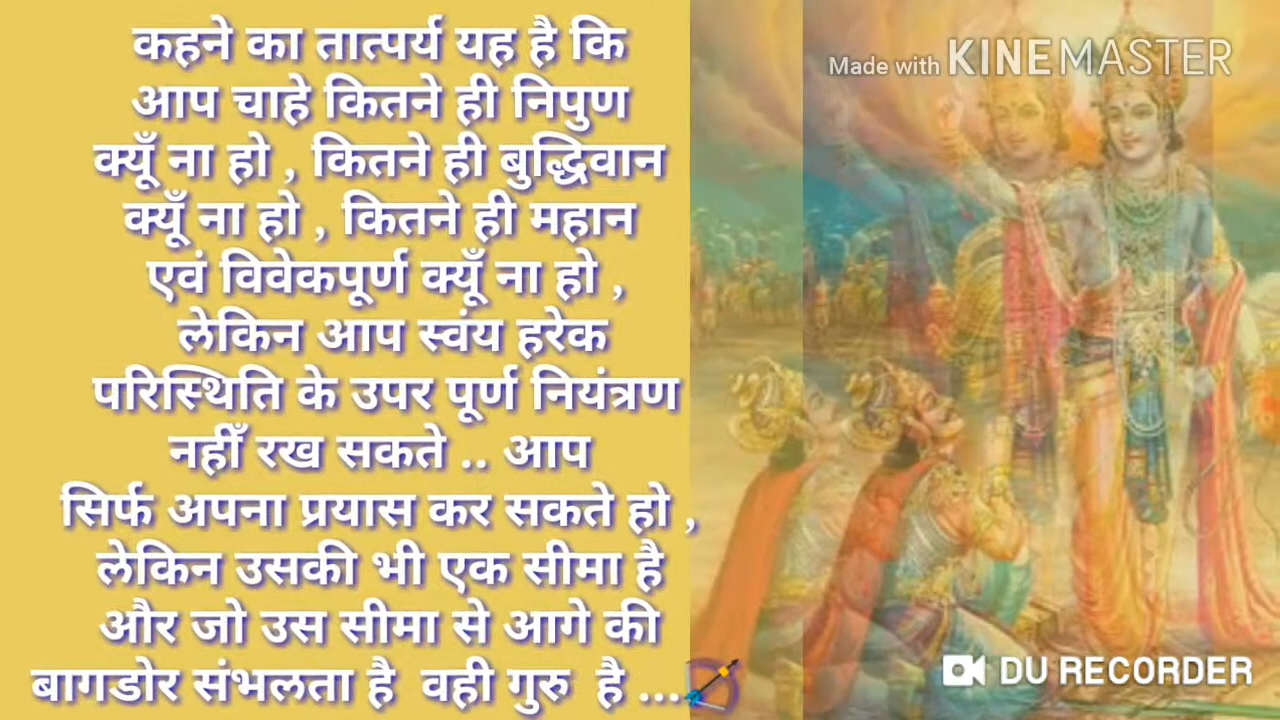 कहने का तात्पर्य यह है कि
आप चाहे कितने ही निपुण
क्यूँ ना हो , कितने ही बुद्धिवान
क्यूँ ना हो , कितने ही महान
एवं विवेकपूर्ण क्यूँ ना हो ,
लेकिन आप स्वंय हरेक
परिस्थिति के उपर पूर्ण नियंत्रण
नहीँ रख सकते .. आप
सिर्फ अपना प्रयास कर सकते हो ,
लेकिन उसकी भी एक सीमा है
और जो उस सीमा से आगे की
बागडोर संभलता है वही गुरु है ...
Made with KINEMASTER
DU RECORDER